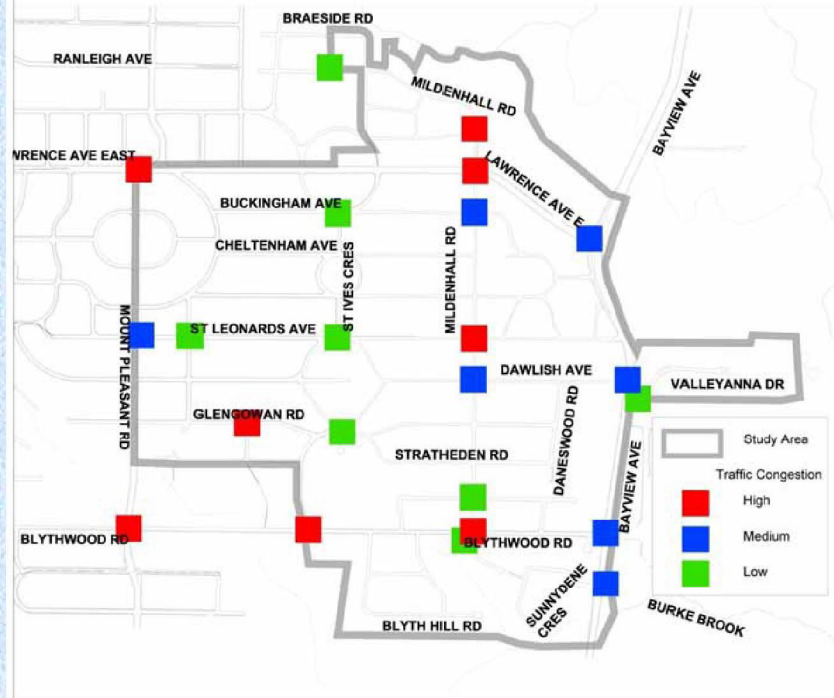 BRAESIDE RD
RANLEIGH AVE
MILDENHALL RD
BAYVIEW AVE
WRENCE AVE EAST
LAWRENCE AVE E
BUCKINGHAM AVE
CHELTENHAM AVE
ST IVES CRES
MILDENHALL RD
MOUNT PLEASANT RD
ST LEONARDS AVE
DAWLISH AVE
VALLEYANNA DR
GLENGOWAN RD
DANESWOOD RD
STRATHEDEN RD
BAYVIEW AVE
Study Area
Traffic Congestion
High
Medium
Low
BLYTHWOOD RD
BLYTHWOOD RD
SUNNYDENE
CRES
BURKE BROOK
BLYTH HILL RD